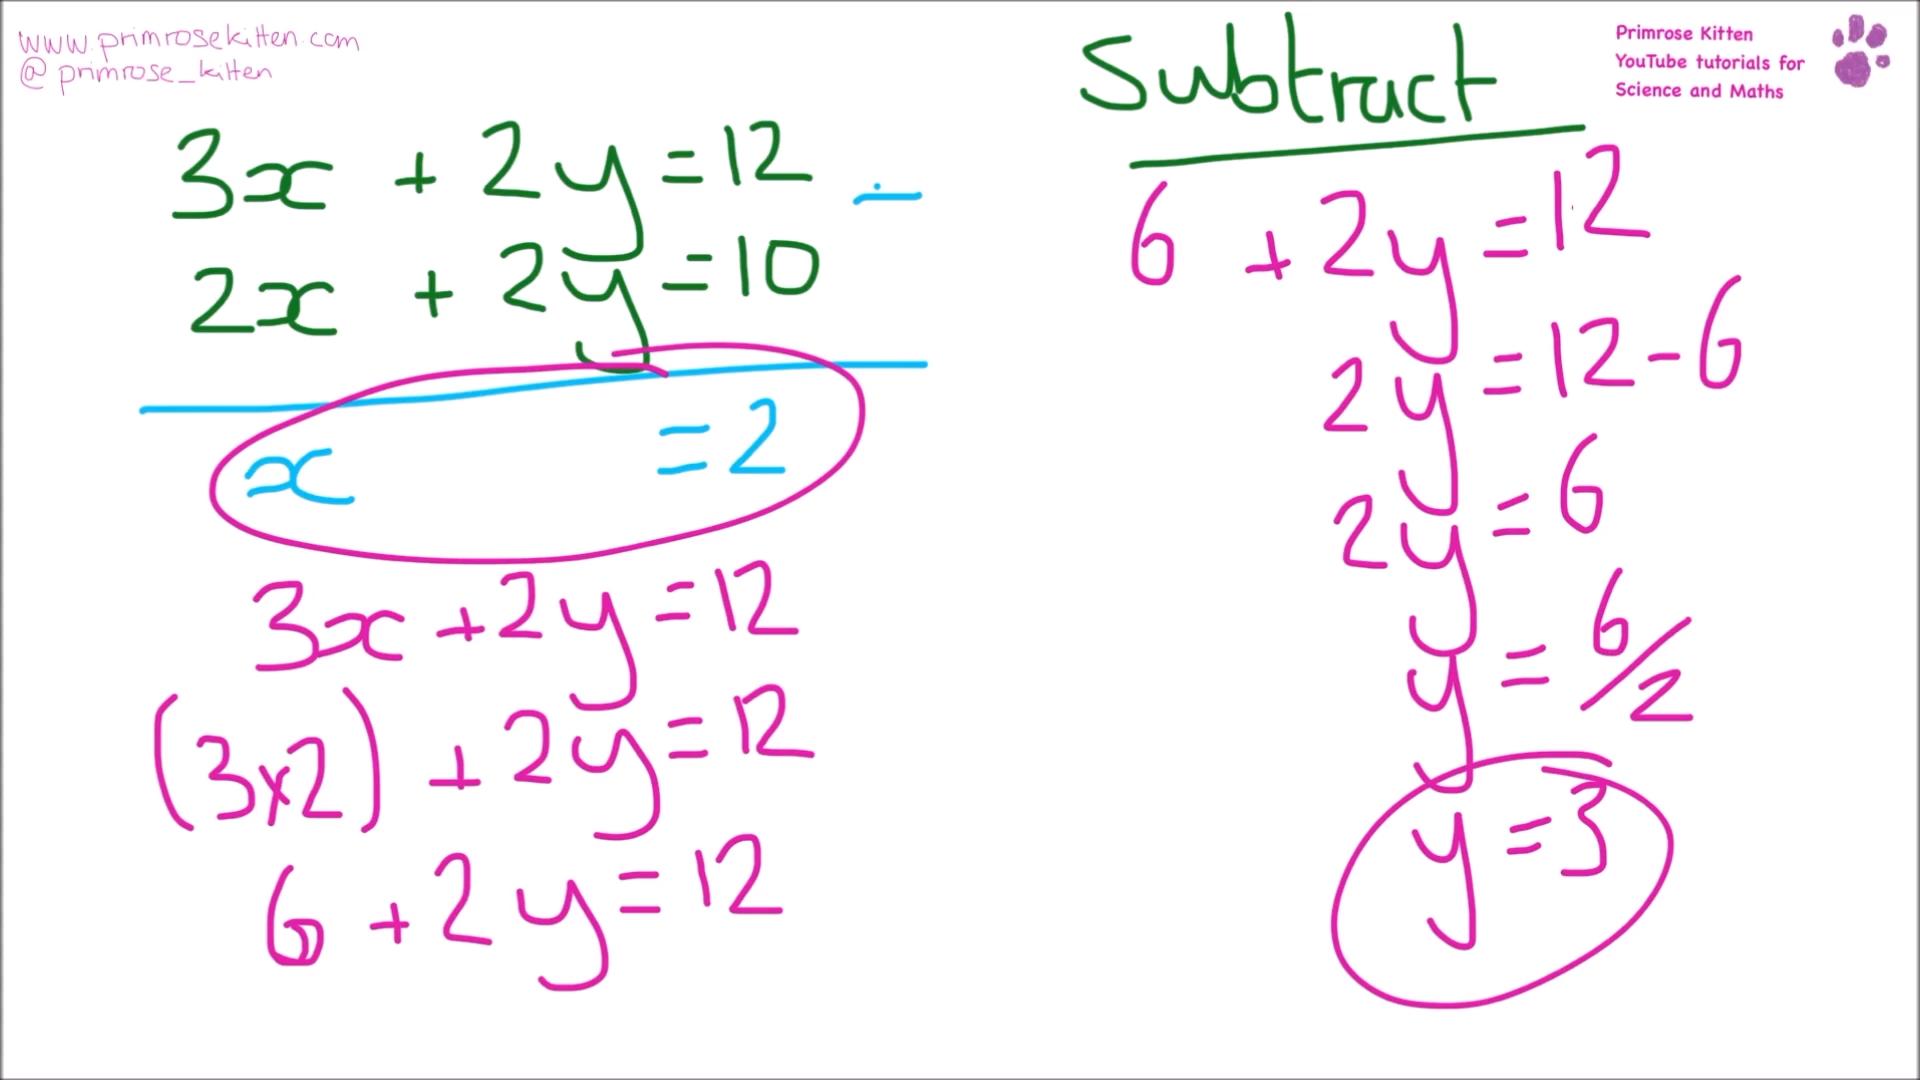 www.primrosekitten.com
@primrose_kitten
Subtract
Primrose Kitten
YouTube tutorials for
Science and Maths
3x + 2y = 12
2x + 2y = 10
—
x = 2
3x + 2y = 12
(3x2) + 2y = 12
6 + 2y = 12
6 + 2y = 12
2y = 12 - 6
2y = 6
y = 6/2
y = 3